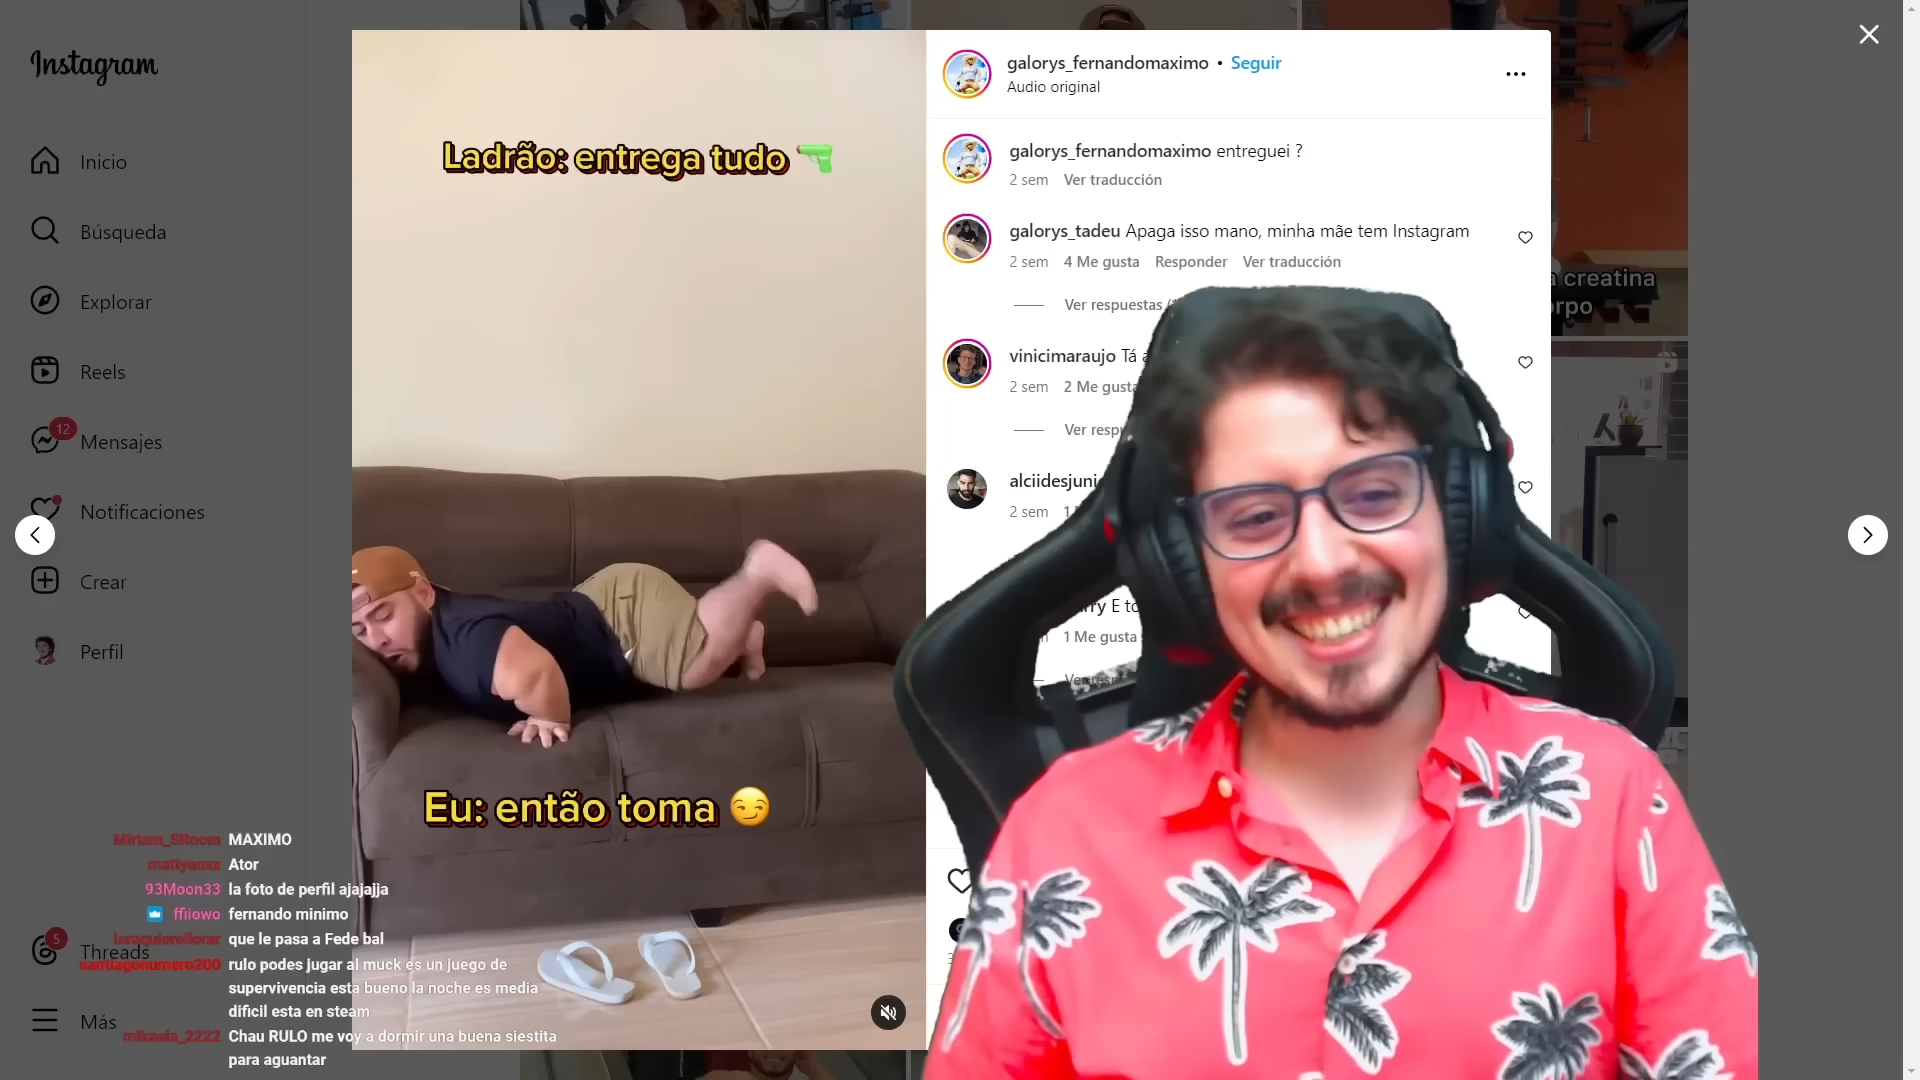 Instagram
Inicio
Búsqueda
Explorar
Reels
12
Mensajes
Notificaciones
Crear
Perfil
5
Threads
Más
Ladrão: entrega tudo
Eu: então toma
galorys_fernandomaximo • Seguir
Audio original
galorys_fernandomaximo entreguei ?
2 sem Ver traducción
galorys_tadeu Apaga isso mano, minha mãe tem Instagram
2 sem 4 Me gusta Responder Ver traducción
Ver respuestas
vinicimaraujo Tá
2 sem 2 Me gusta
Ver
2 sem
E
1 Me gusta
Ver
a creatina
Miriam_SRoom MAXIMO
Ator
93Moon33 la foto de perfil ajajajja
ffiiowo fernando minimo
que le pasa a Fede bal
santiagonumero200 rulo podes jugar al muck es un juego de
supervivencia esta bueno la noche es media
dificil esta en steam
mikaela_2222 Chau RULO me voy a dormir una buena siestita
para aguantar